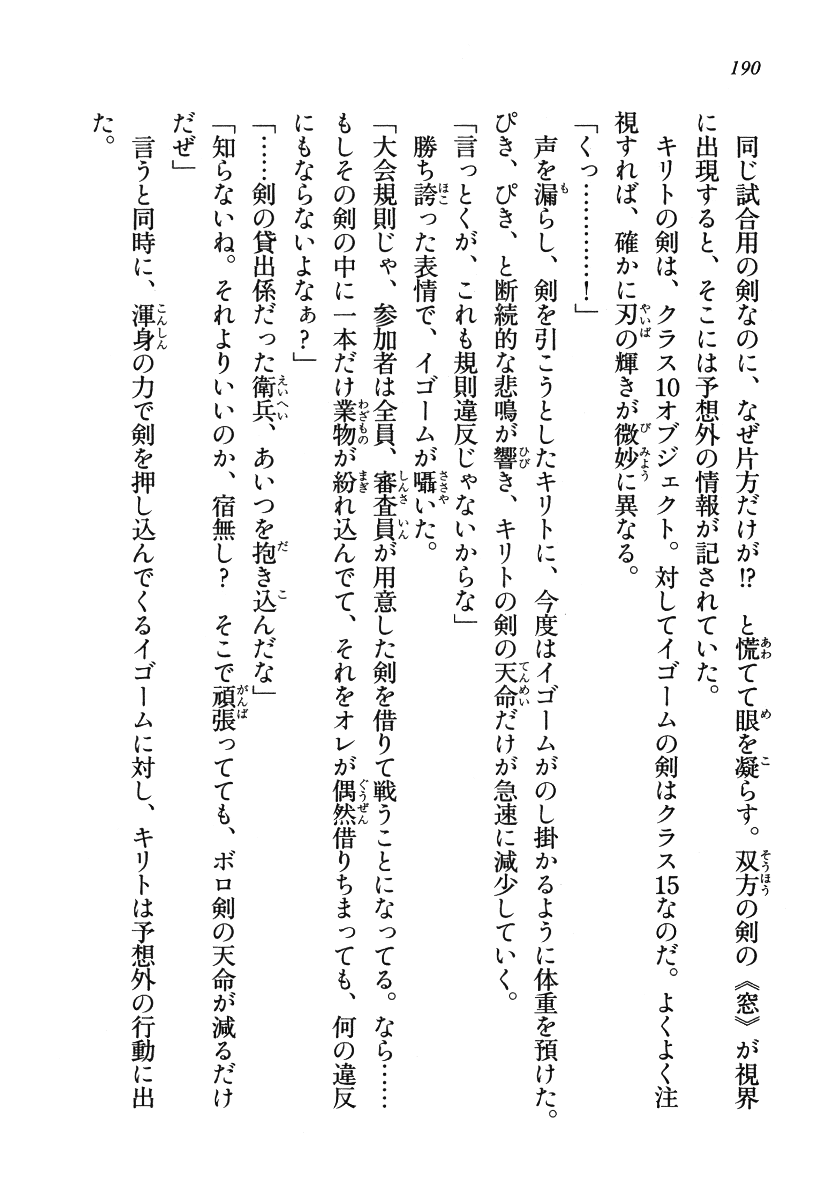 190
同じ試合用の剣なのに、なぜ片方だけが!?　と慌てて眼を凝らす。双方の剣の《窓》が視界
に出現すると、そこには予想外の情報が記されていた。
キリトの剣は、クラス10オブジェクト。対してイゴームの剣はクラス15なのだ。よくよく注
視すれば、確かに刃の輝きが微妙に異なる。
「くっ…………！」
声を漏らし、剣を引こうとしたキリトに、今度はイゴームがのし掛かるように体重を預けた。
ぴき、ぴき、と断続的な悲鳴が響き、キリトの剣の天命だけが急速に減少していく。
「言っとくが、これも規則違反じゃないからな」
勝ち誇った表情で、イゴームが囁いた。
「大会規則じゃ、参加者は全員、審査員が用意した剣を借りて戦うことになってる。なら……
もしその剣の中に一本だけ業物が紛れ込んでて、それをオレが偶然借りちまっても、何の違反
にもならないよなぁ？」
「……剣の貸出係だった衛兵、あいつを抱き込んだな」
「知らないね。それよりいいのか、宿無し？　そこで頑張ってても、ボロ剣の天命が減るだけ
だぜ」
言うと同時に、渾身の力で剣を押し込んでくるイゴームに対し、キリトは予想外の行動に出
た。